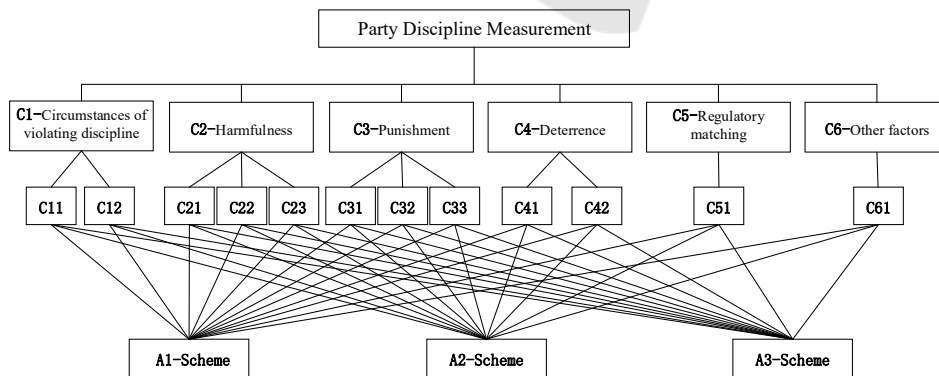 Party Discipline Measurement
C1-Circumstances of
violating discipline
C2-Harmfulness
C3-Punishment
C4-Deterrence
C5-Regulatory
matching
C6-Other factors
C11
C12
C21
C22
C23
C31
C32
C33
C41
C42
C51
C61
A1-Scheme
A2-Scheme
A3-Scheme